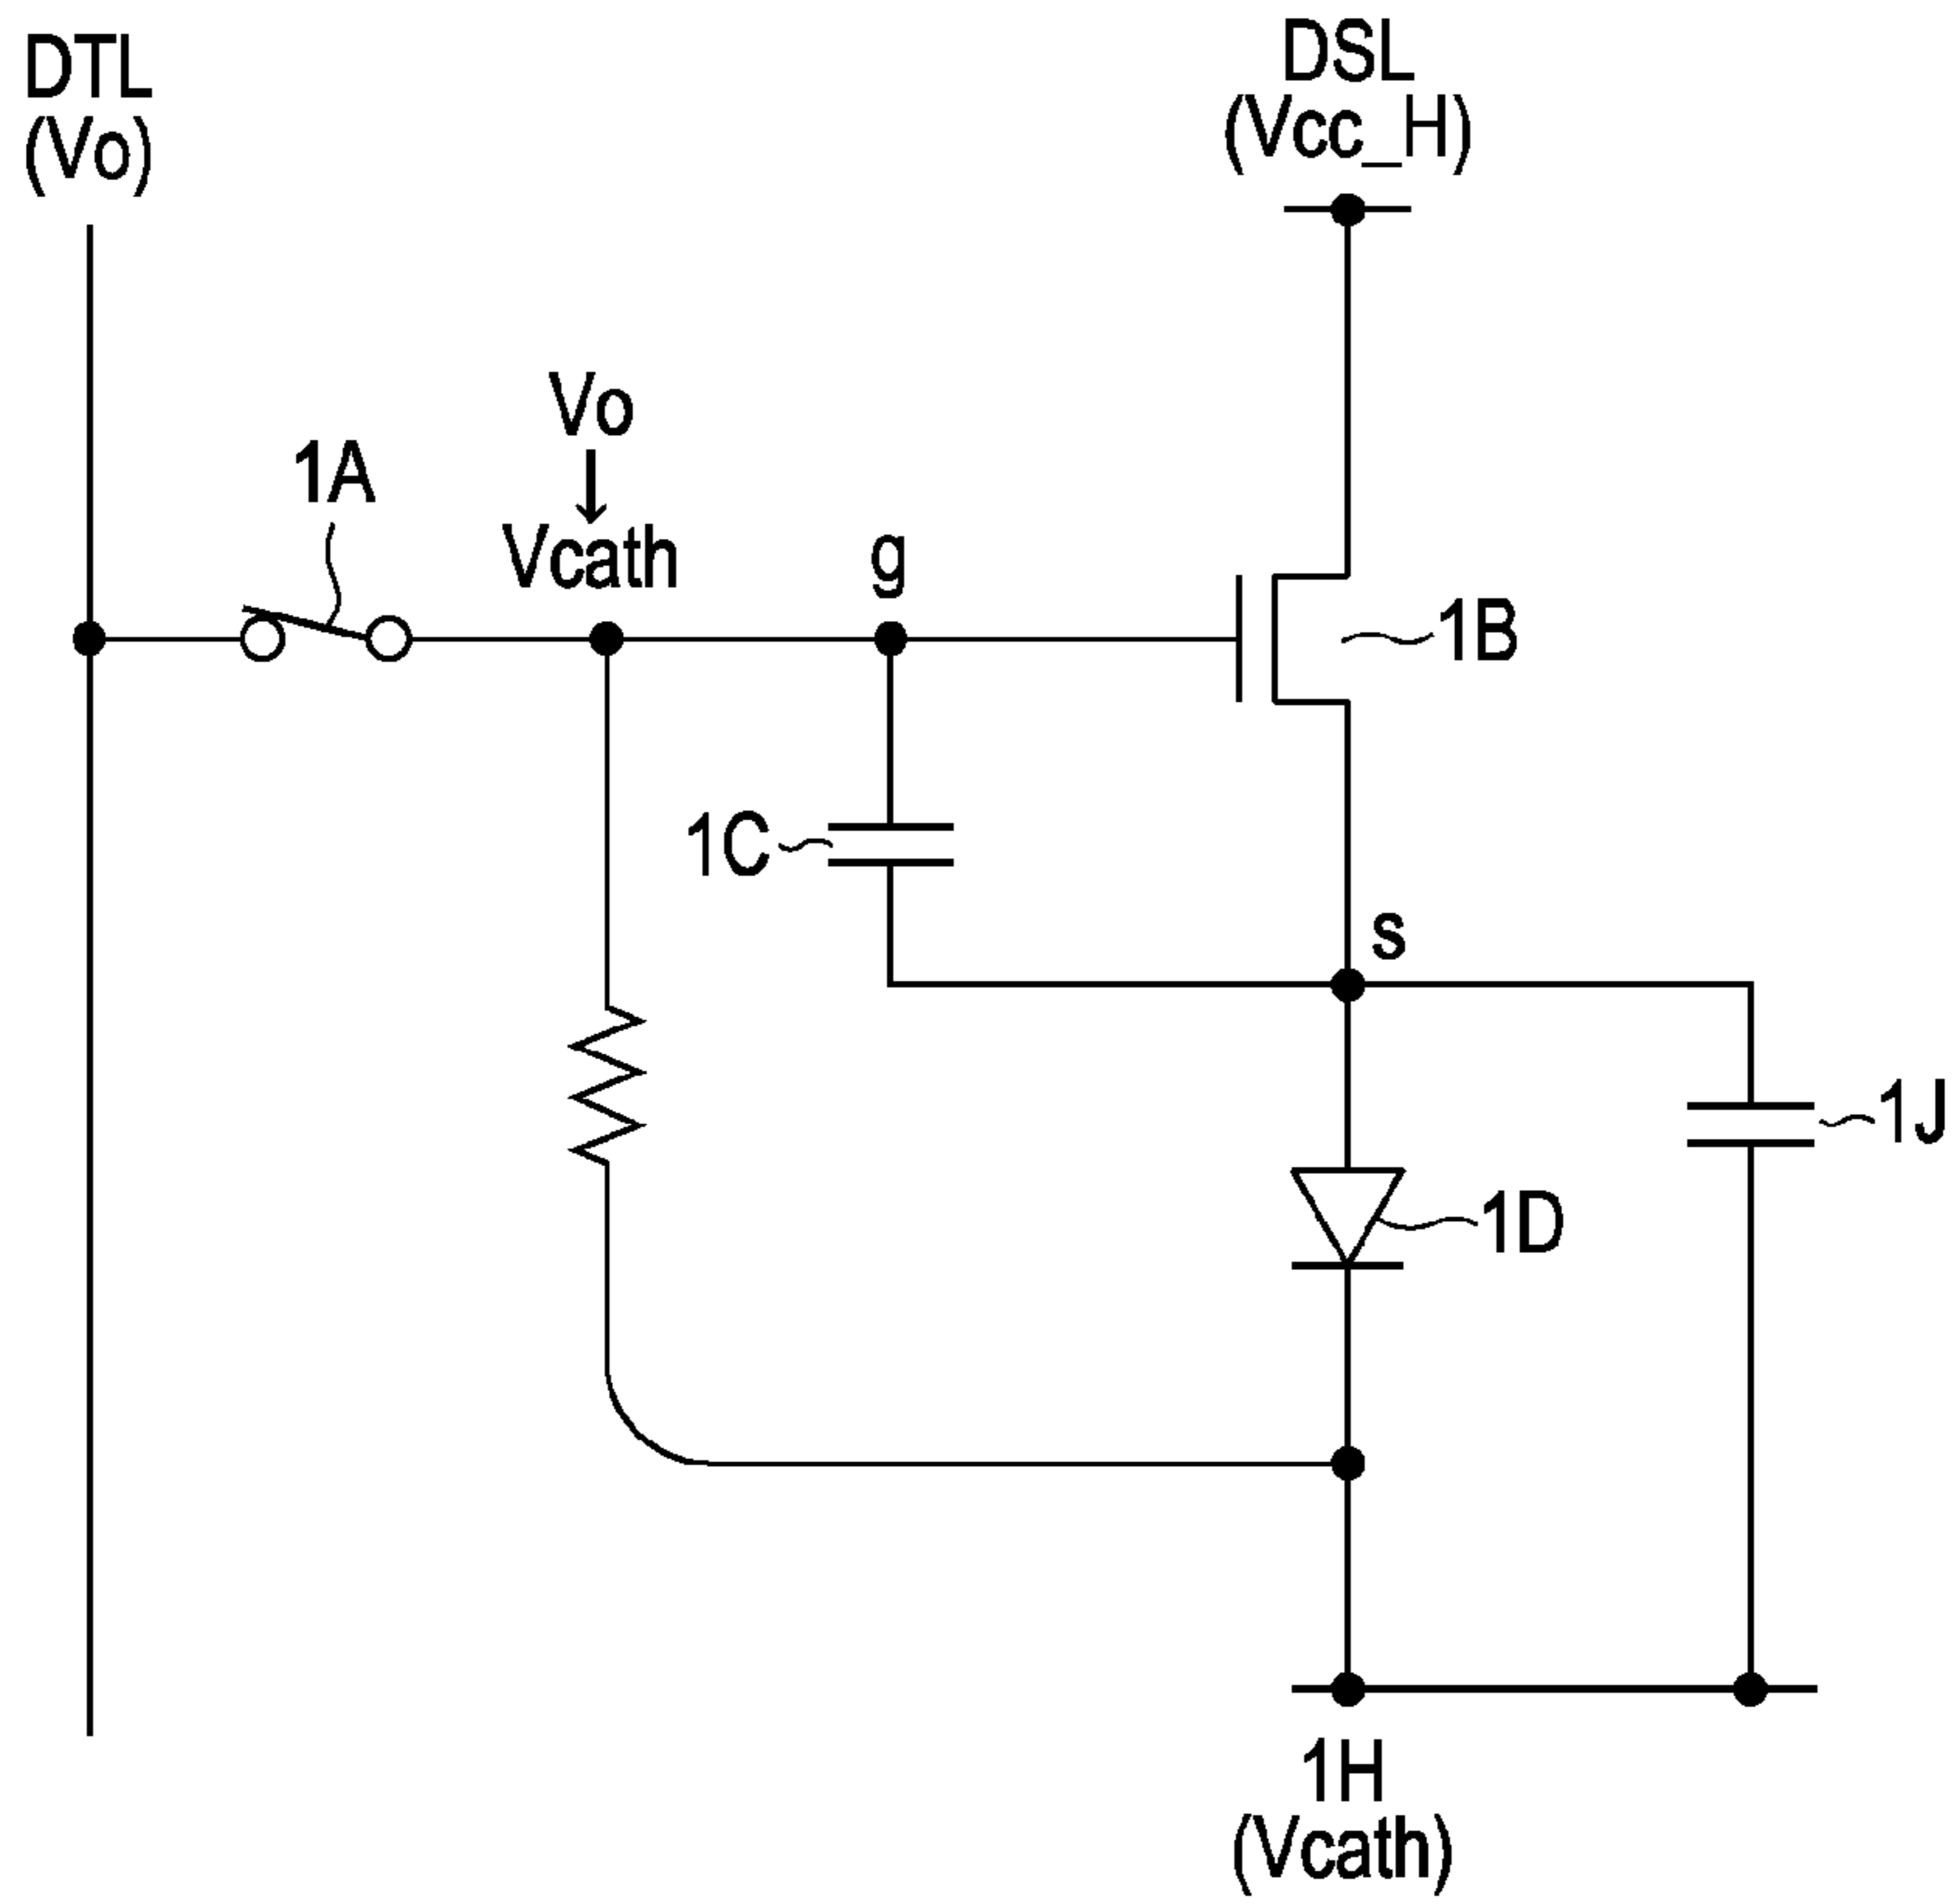 DTL
(Vo)
DSL
(Vcc_H)
Vo
1A
Vcath
g
1B
1C
s
1J
1D
1H
(Vcath)